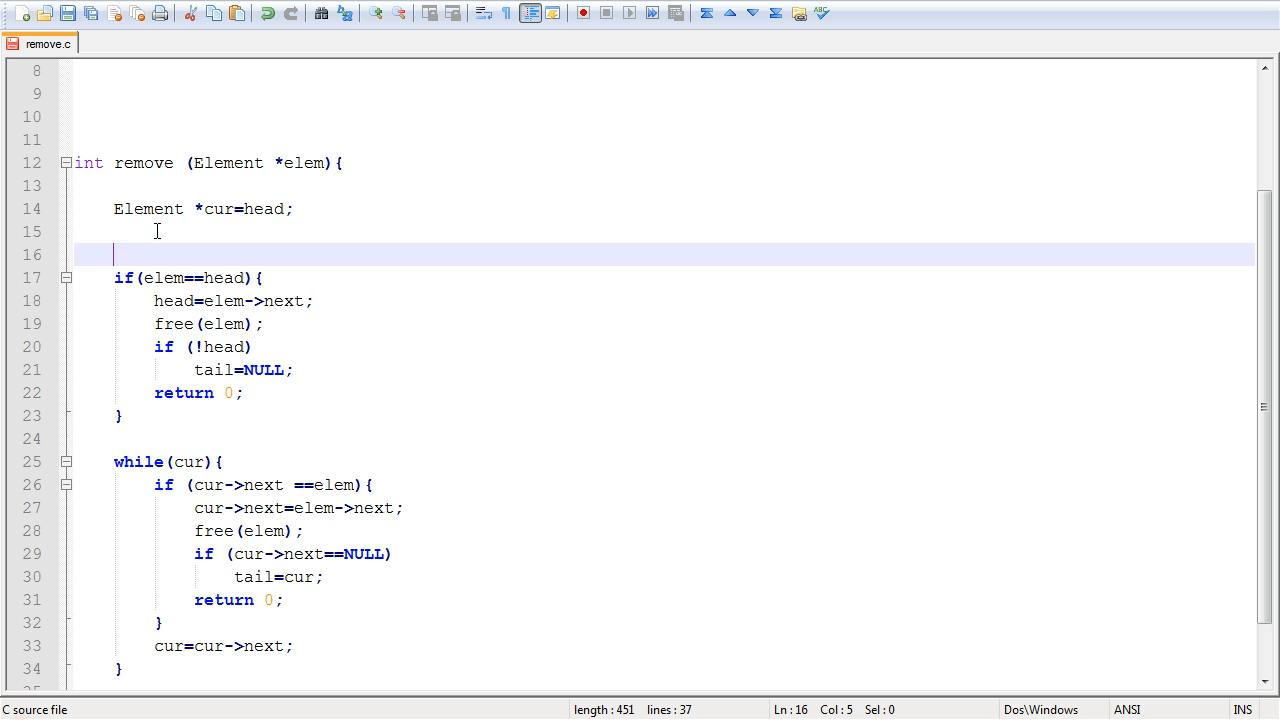 ABC
remove.c
8
9
10
11
12 int remove (Element *elem){
13
14 Element *cur=head;
15
16
17 if(elem==head){
18 head=elem->next;
19 free(elem);
20 if (!head)
21 tail=NULL;
22 return 0;
23 }
24
25 while(cur){
26 if (cur->next ==elem){
27 cur->next=elem->next;
28 free(elem);
29 if (cur->next==NULL)
30 tail=cur;
31 return 0;
32 }
33 cur=cur->next;
34 }
35
C source file length : 451 lines : 37 Ln : 16 Col : 5 Sel : 0 Dos\Windows ANSI INS